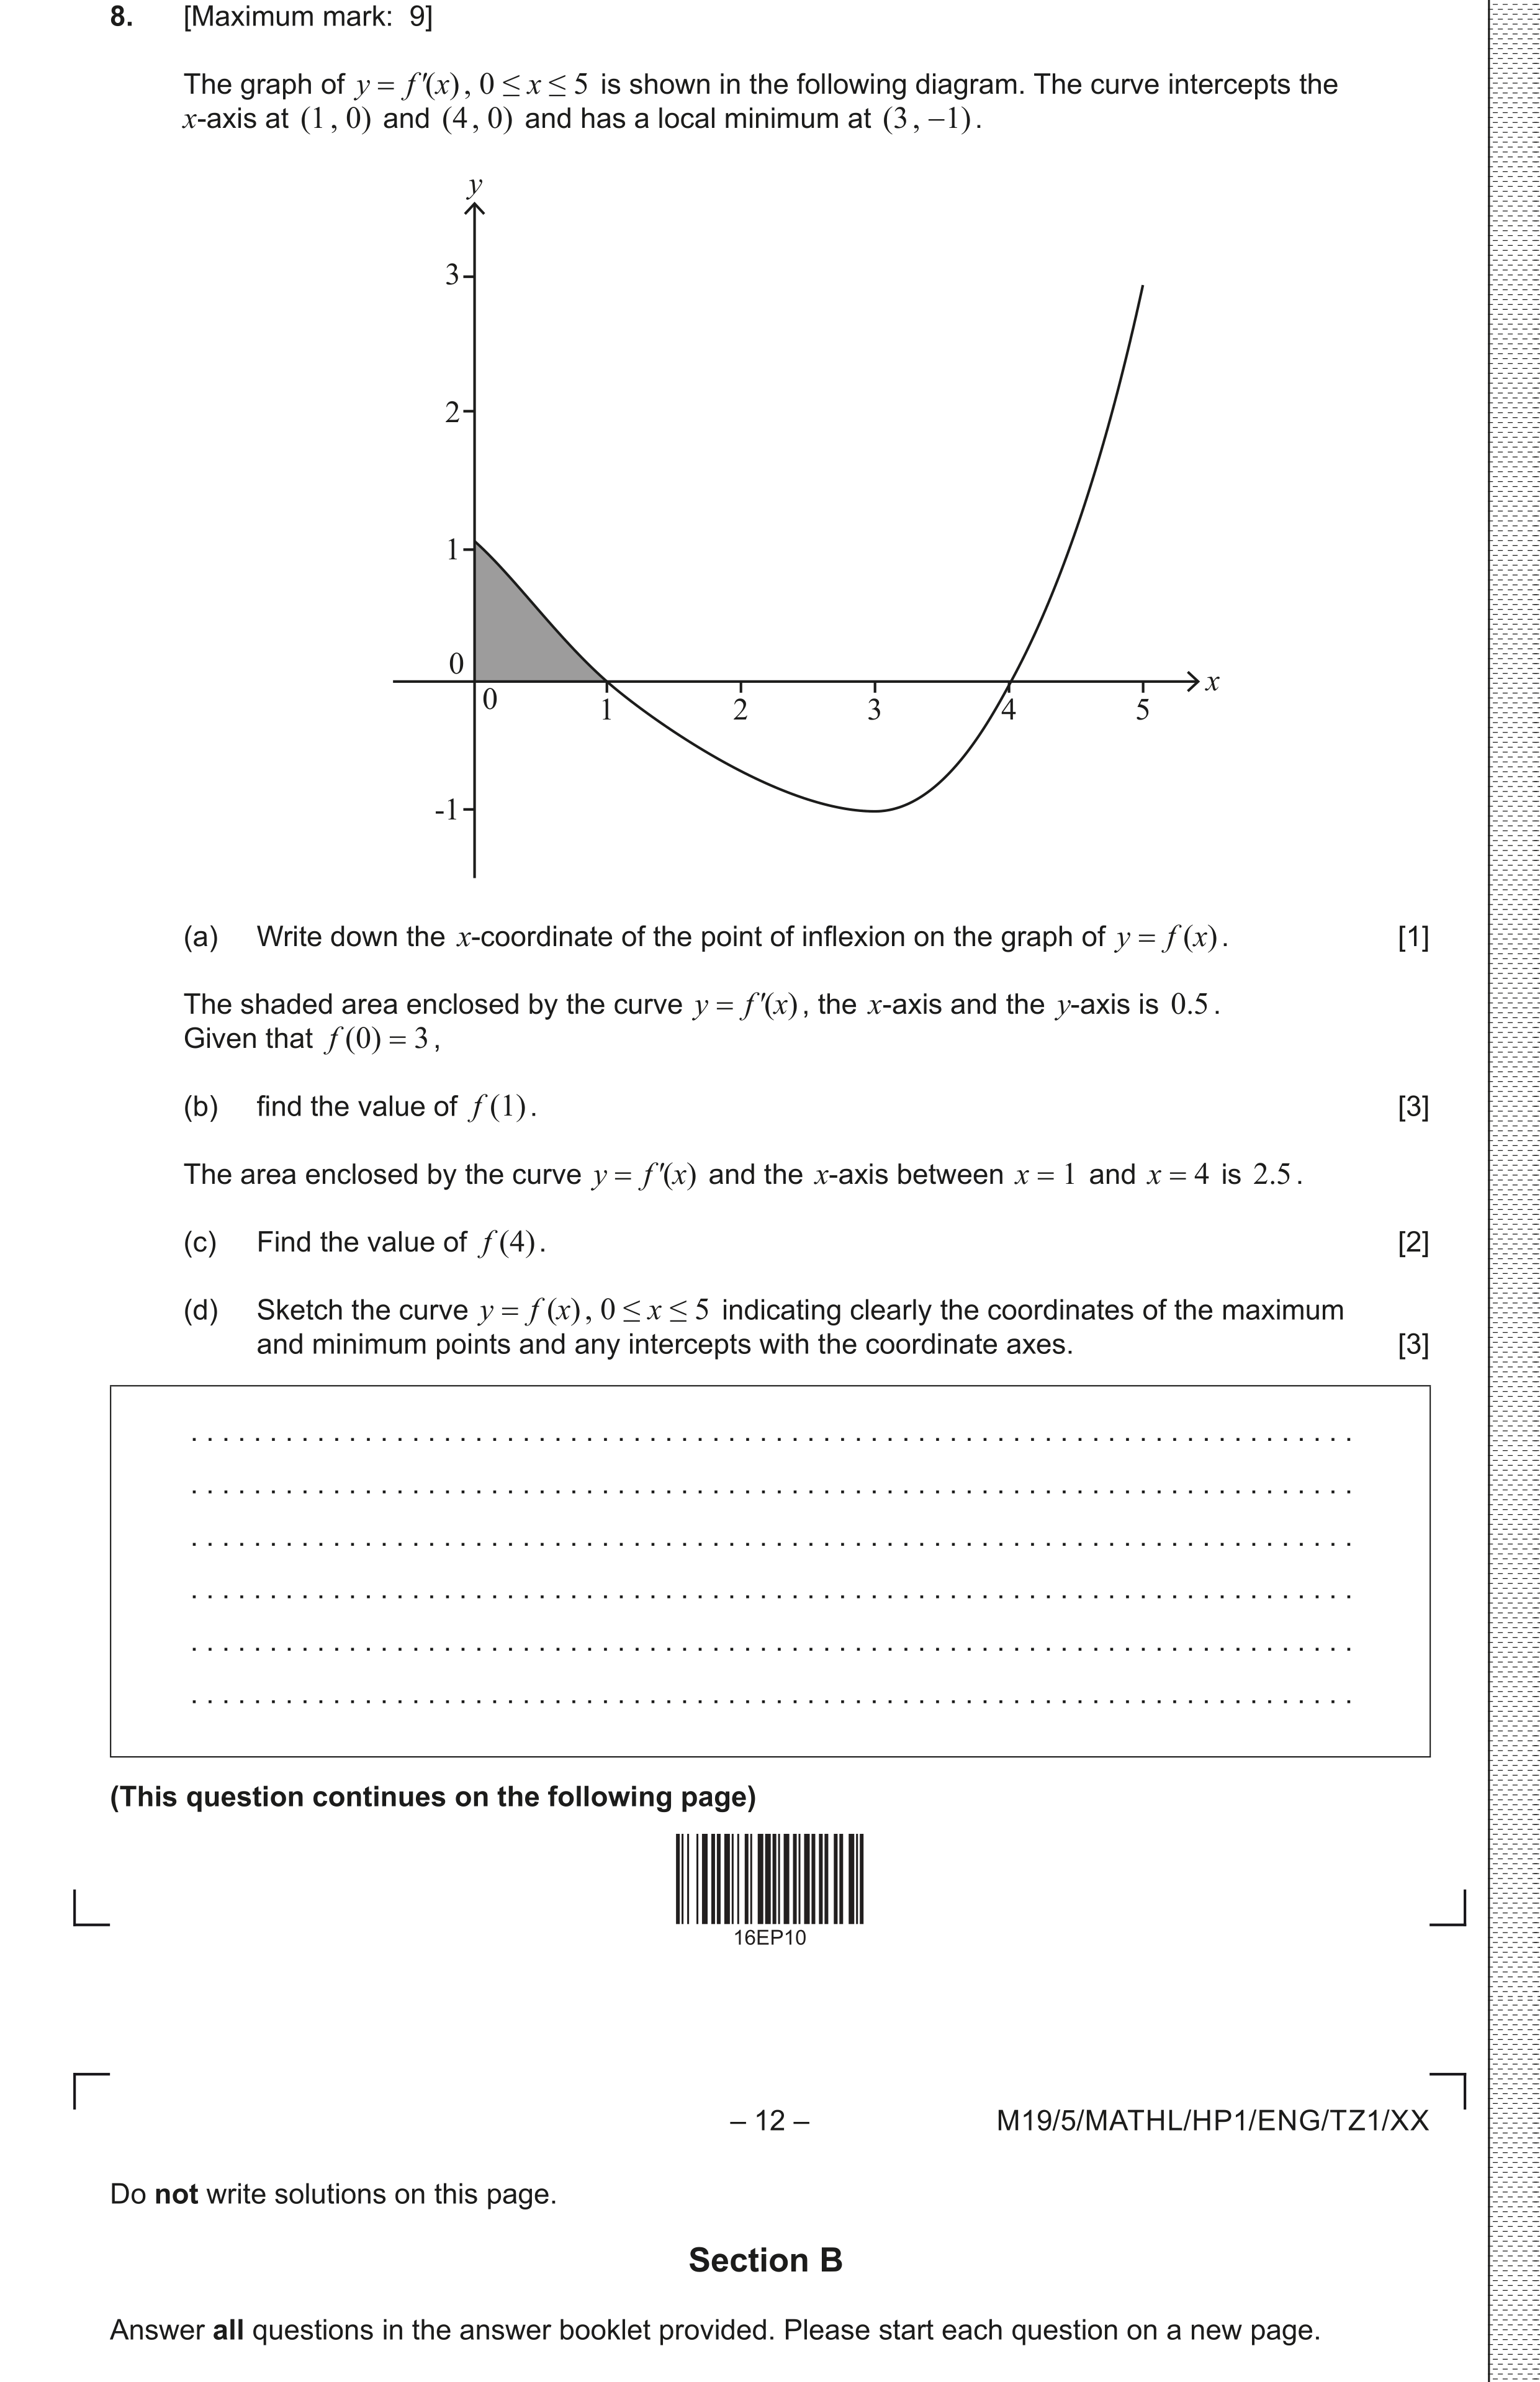 8. [Maximum mark: 9]
The graph of y = f′(x), 0 ≤ x ≤ 5 is shown in the following diagram. The curve intercepts the
x-axis at (1, 0) and (4, 0) and has a local minimum at (3, −1).
y
3
2
1
0
0 1 2 3 4 5 x
-1
(a) Write down the x-coordinate of the point of inflexion on the graph of y = f(x). [1]
The shaded area enclosed by the curve y = f′(x), the x-axis and the y-axis is 0.5.
Given that f(0) = 3,
(b) find the value of f(1). [3]
The area enclosed by the curve y = f′(x) and the x-axis between x = 1 and x = 4 is 2.5.
(c) Find the value of f(4). [2]
(d) Sketch the curve y = f(x), 0 ≤ x ≤ 5 indicating clearly the coordinates of the maximum
and minimum points and any intercepts with the coordinate axes. [3]
(This question continues on the following page)
16EP10
– 12 – M19/5/MATHL/HP1/ENG/TZ1/XX
Do not write solutions on this page.
Section B
Answer all questions in the answer booklet provided. Please start each question on a new page.